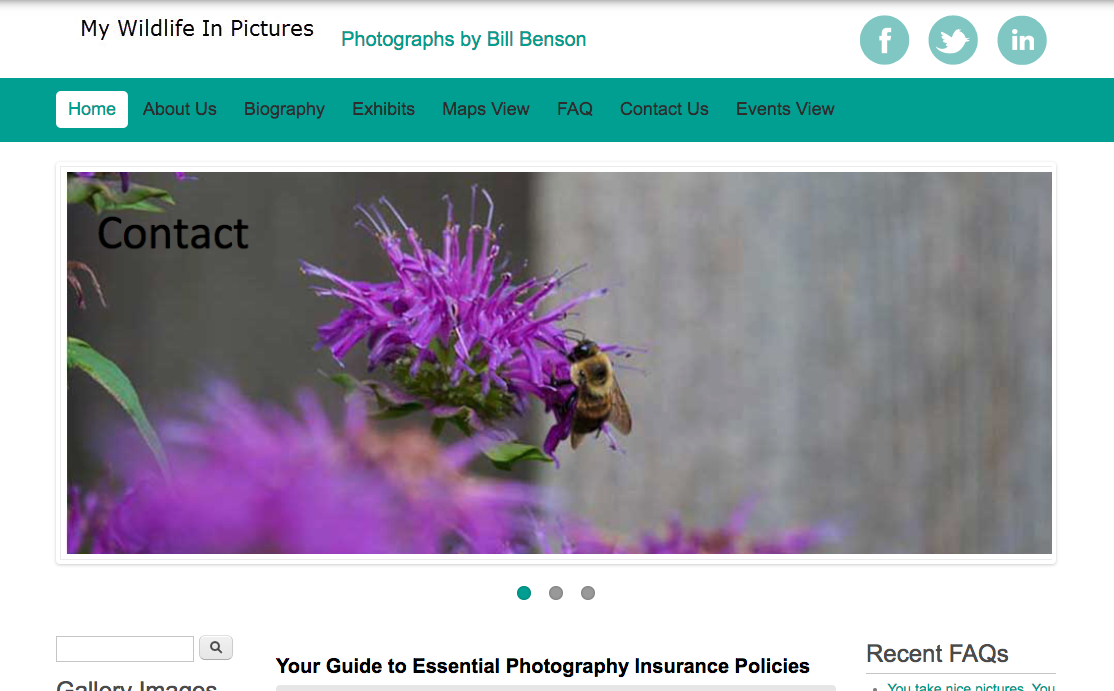 My Wildlife In Pictures
Photographs by Bill Benson
Home About Us Biography Exhibits Maps View FAQ Contact Us Events View
Contact
Your Guide to Essential Photography Insurance Policies
Recent FAQs
Gallery Images
You take nice pictures. You